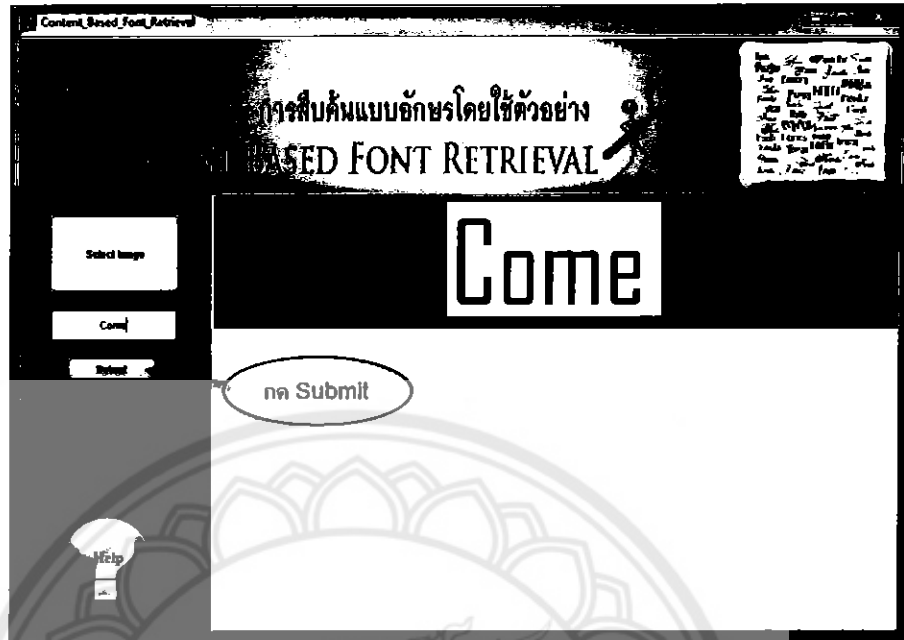 Content_Based_Font_Retrieval
การสืบค้นแบบอักษรโดยใช้ตัวอย่าง
BASED FONT RETRIEVAL
Select Image
Come
Come
Submit
กด Submit
Help